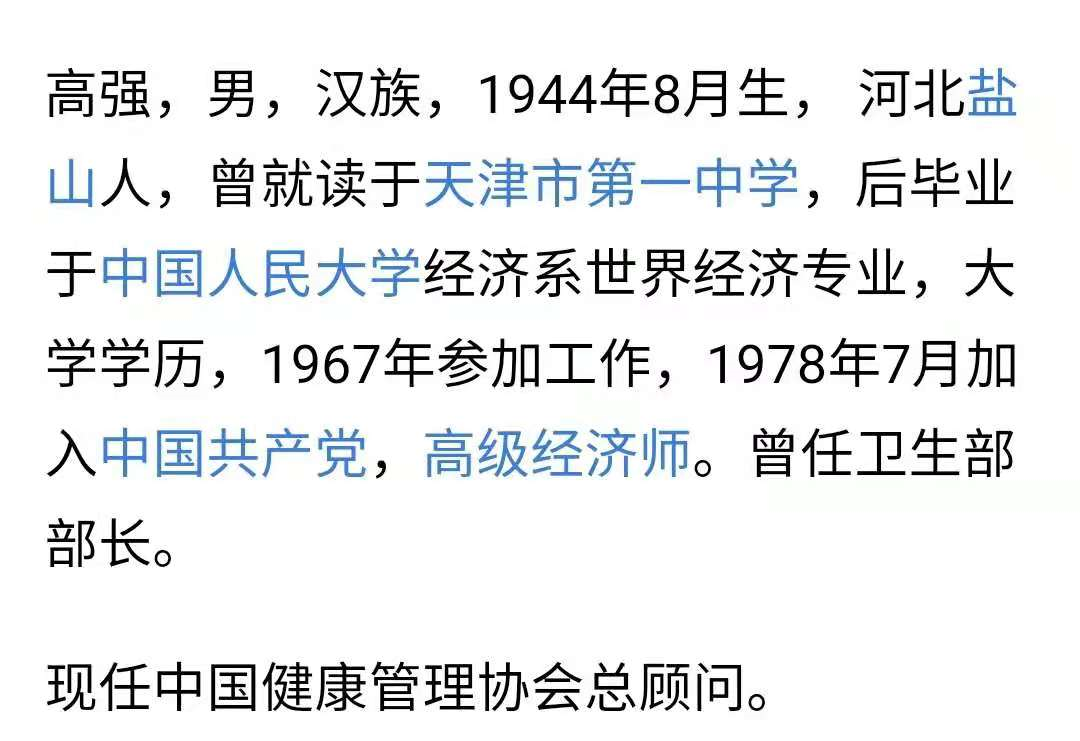 高强，男，汉族，1944年8月生， 河北盐
山人，曾就读于天津市第一中学，后毕业
于中国人民大学经济系世界经济专业，大
学学历，1967年参加工作，1978年7月加
入中国共产党，高级经济师。曾任卫生部
部长。
现任中国健康管理协会总顾问。